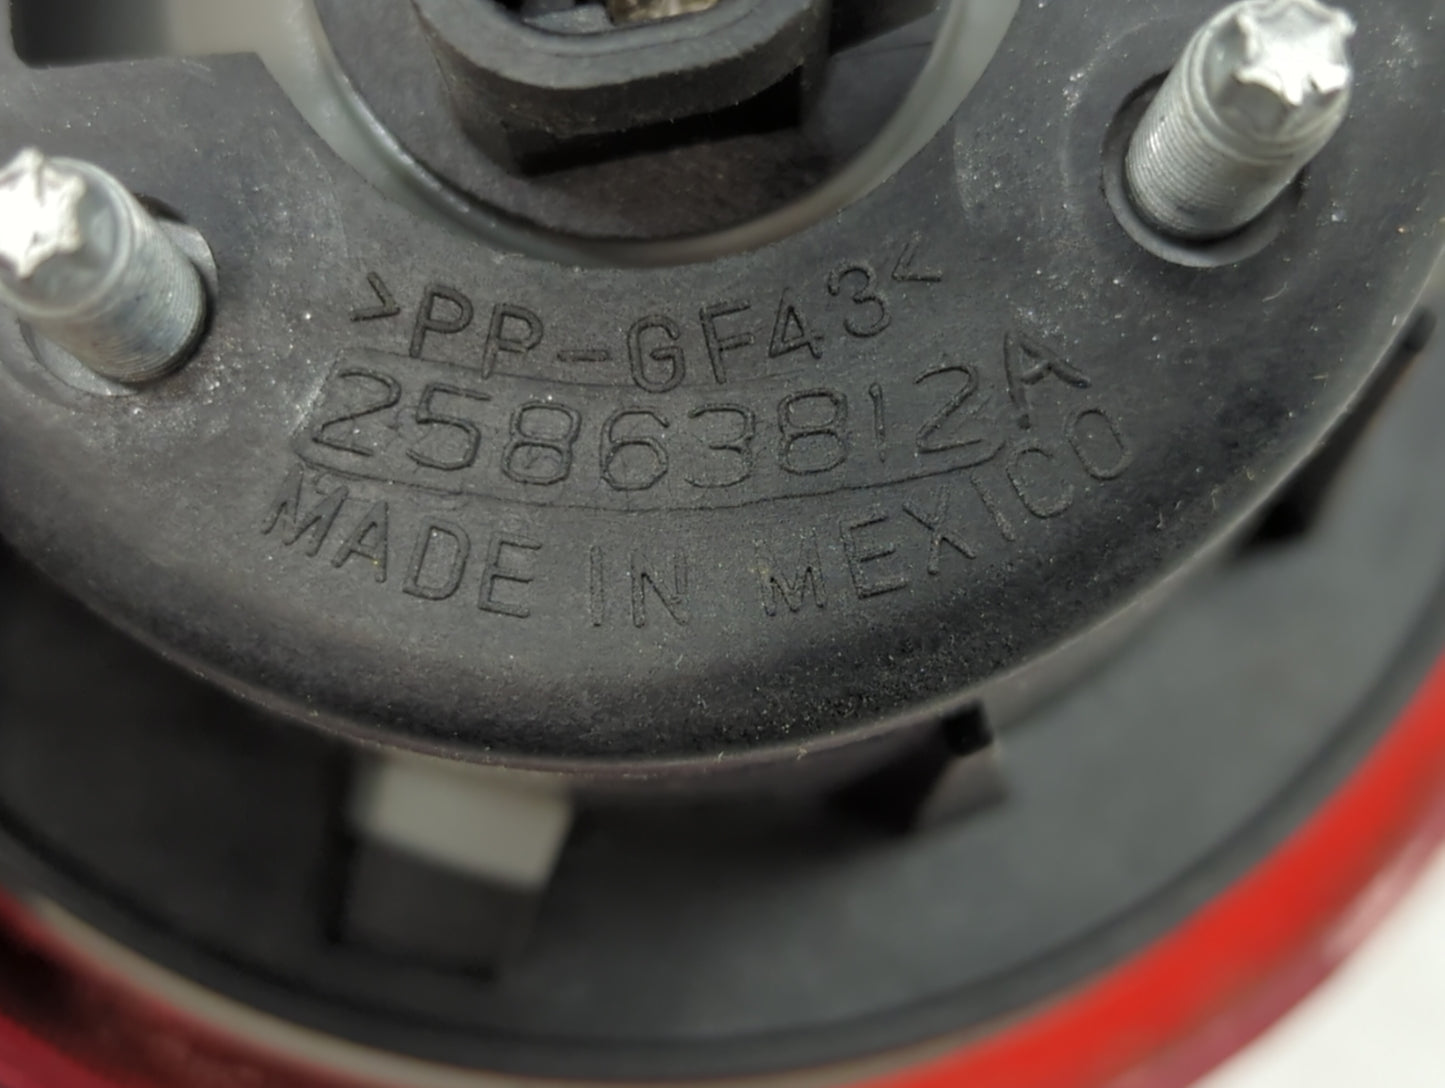 >PP-GF43<
25863812A
MADE IN MEXICO